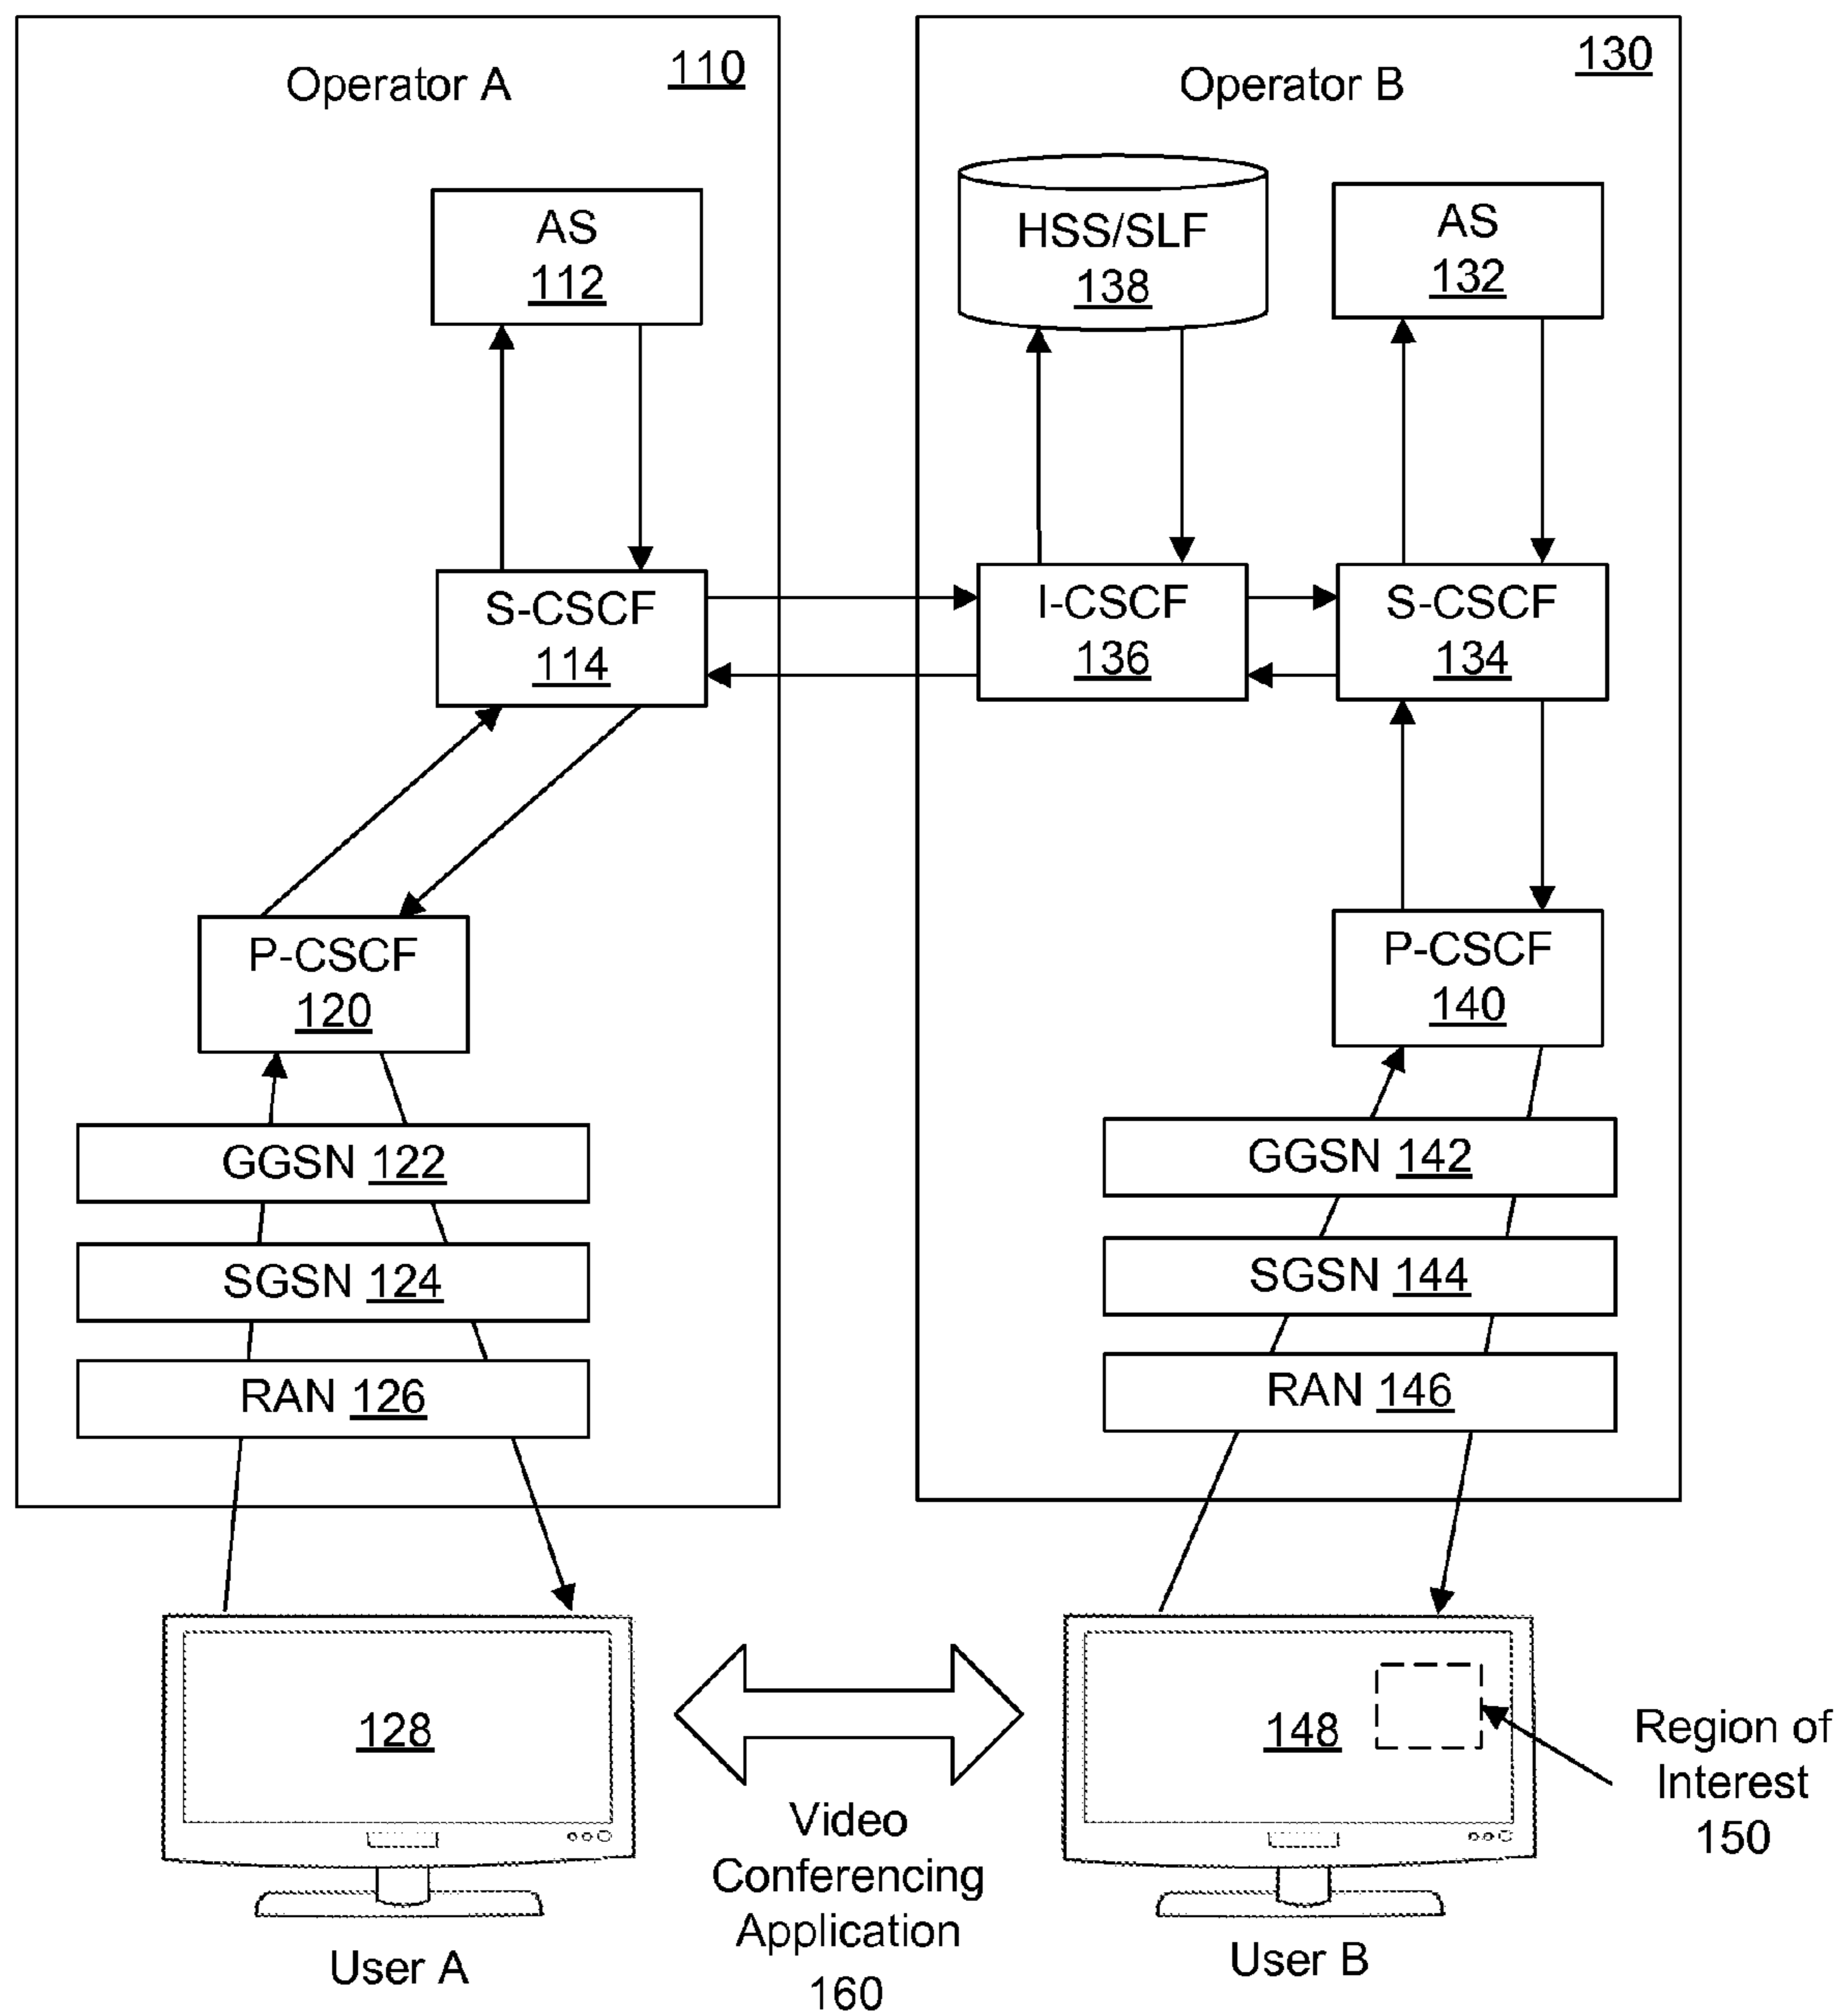 Operator A
110
AS
112
S-CSCF
114
P-CSCF
120
GGSN 122
SGSN 124
RAN 126
128
User A
Operator B
130
HSS/SLF
138
AS
132
I-CSCF
136
S-CSCF
134
P-CSCF
140
GGSN 142
SGSN 144
RAN 146
148
User B
Region of
Interest
150
Video
Conferencing
Application
160